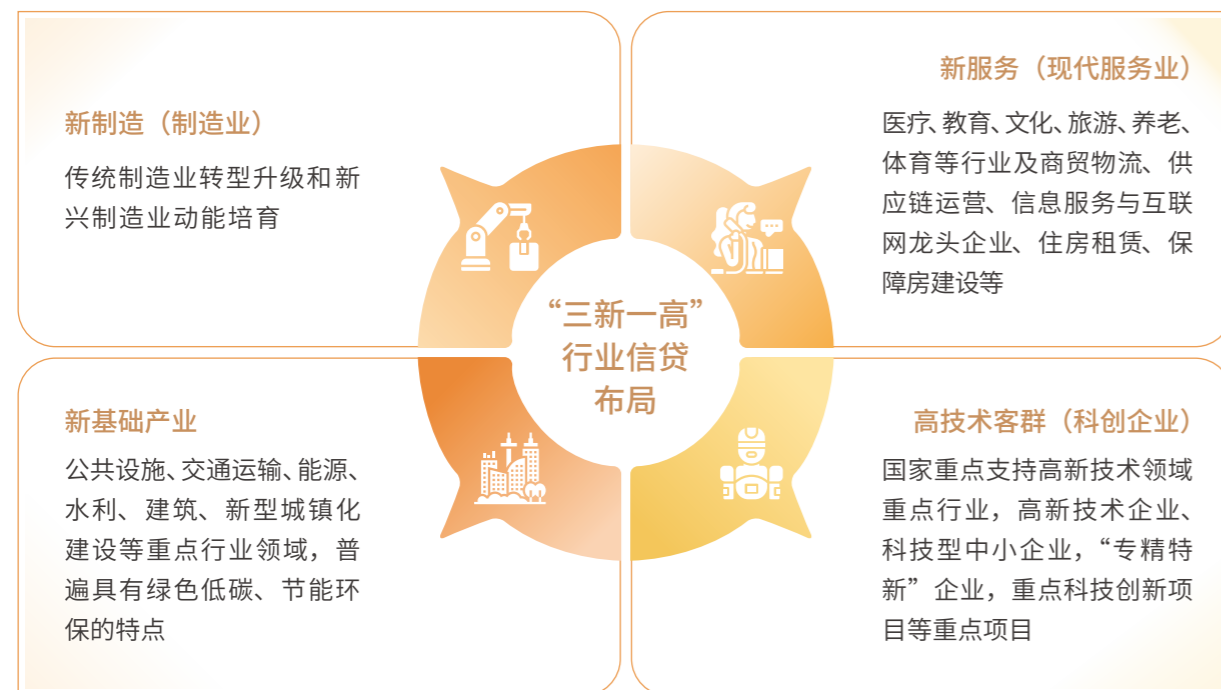 新制造（制造业）
传统制造业转型升级和新
兴制造业动能培育
新服务（现代服务业）
医疗、教育、文化、旅游、养老、
体育等行业及商贸物流、供
应链运营、信息服务与互联
网龙头企业、住房租赁、保
障房建设等
“三新一高”
行业信贷
布局
新基础产业
公共设施、交通运输、能源、
水利、建筑、新型城镇化
建设等重点行业领域，普
遍具有绿色低碳、节能环
保的特点
高技术客群（科创企业）
国家重点支持高新技术领域
重点行业，高新技术企业、
科技型中小企业，“专精特
新”企业，重点科技创新项
目等重点项目